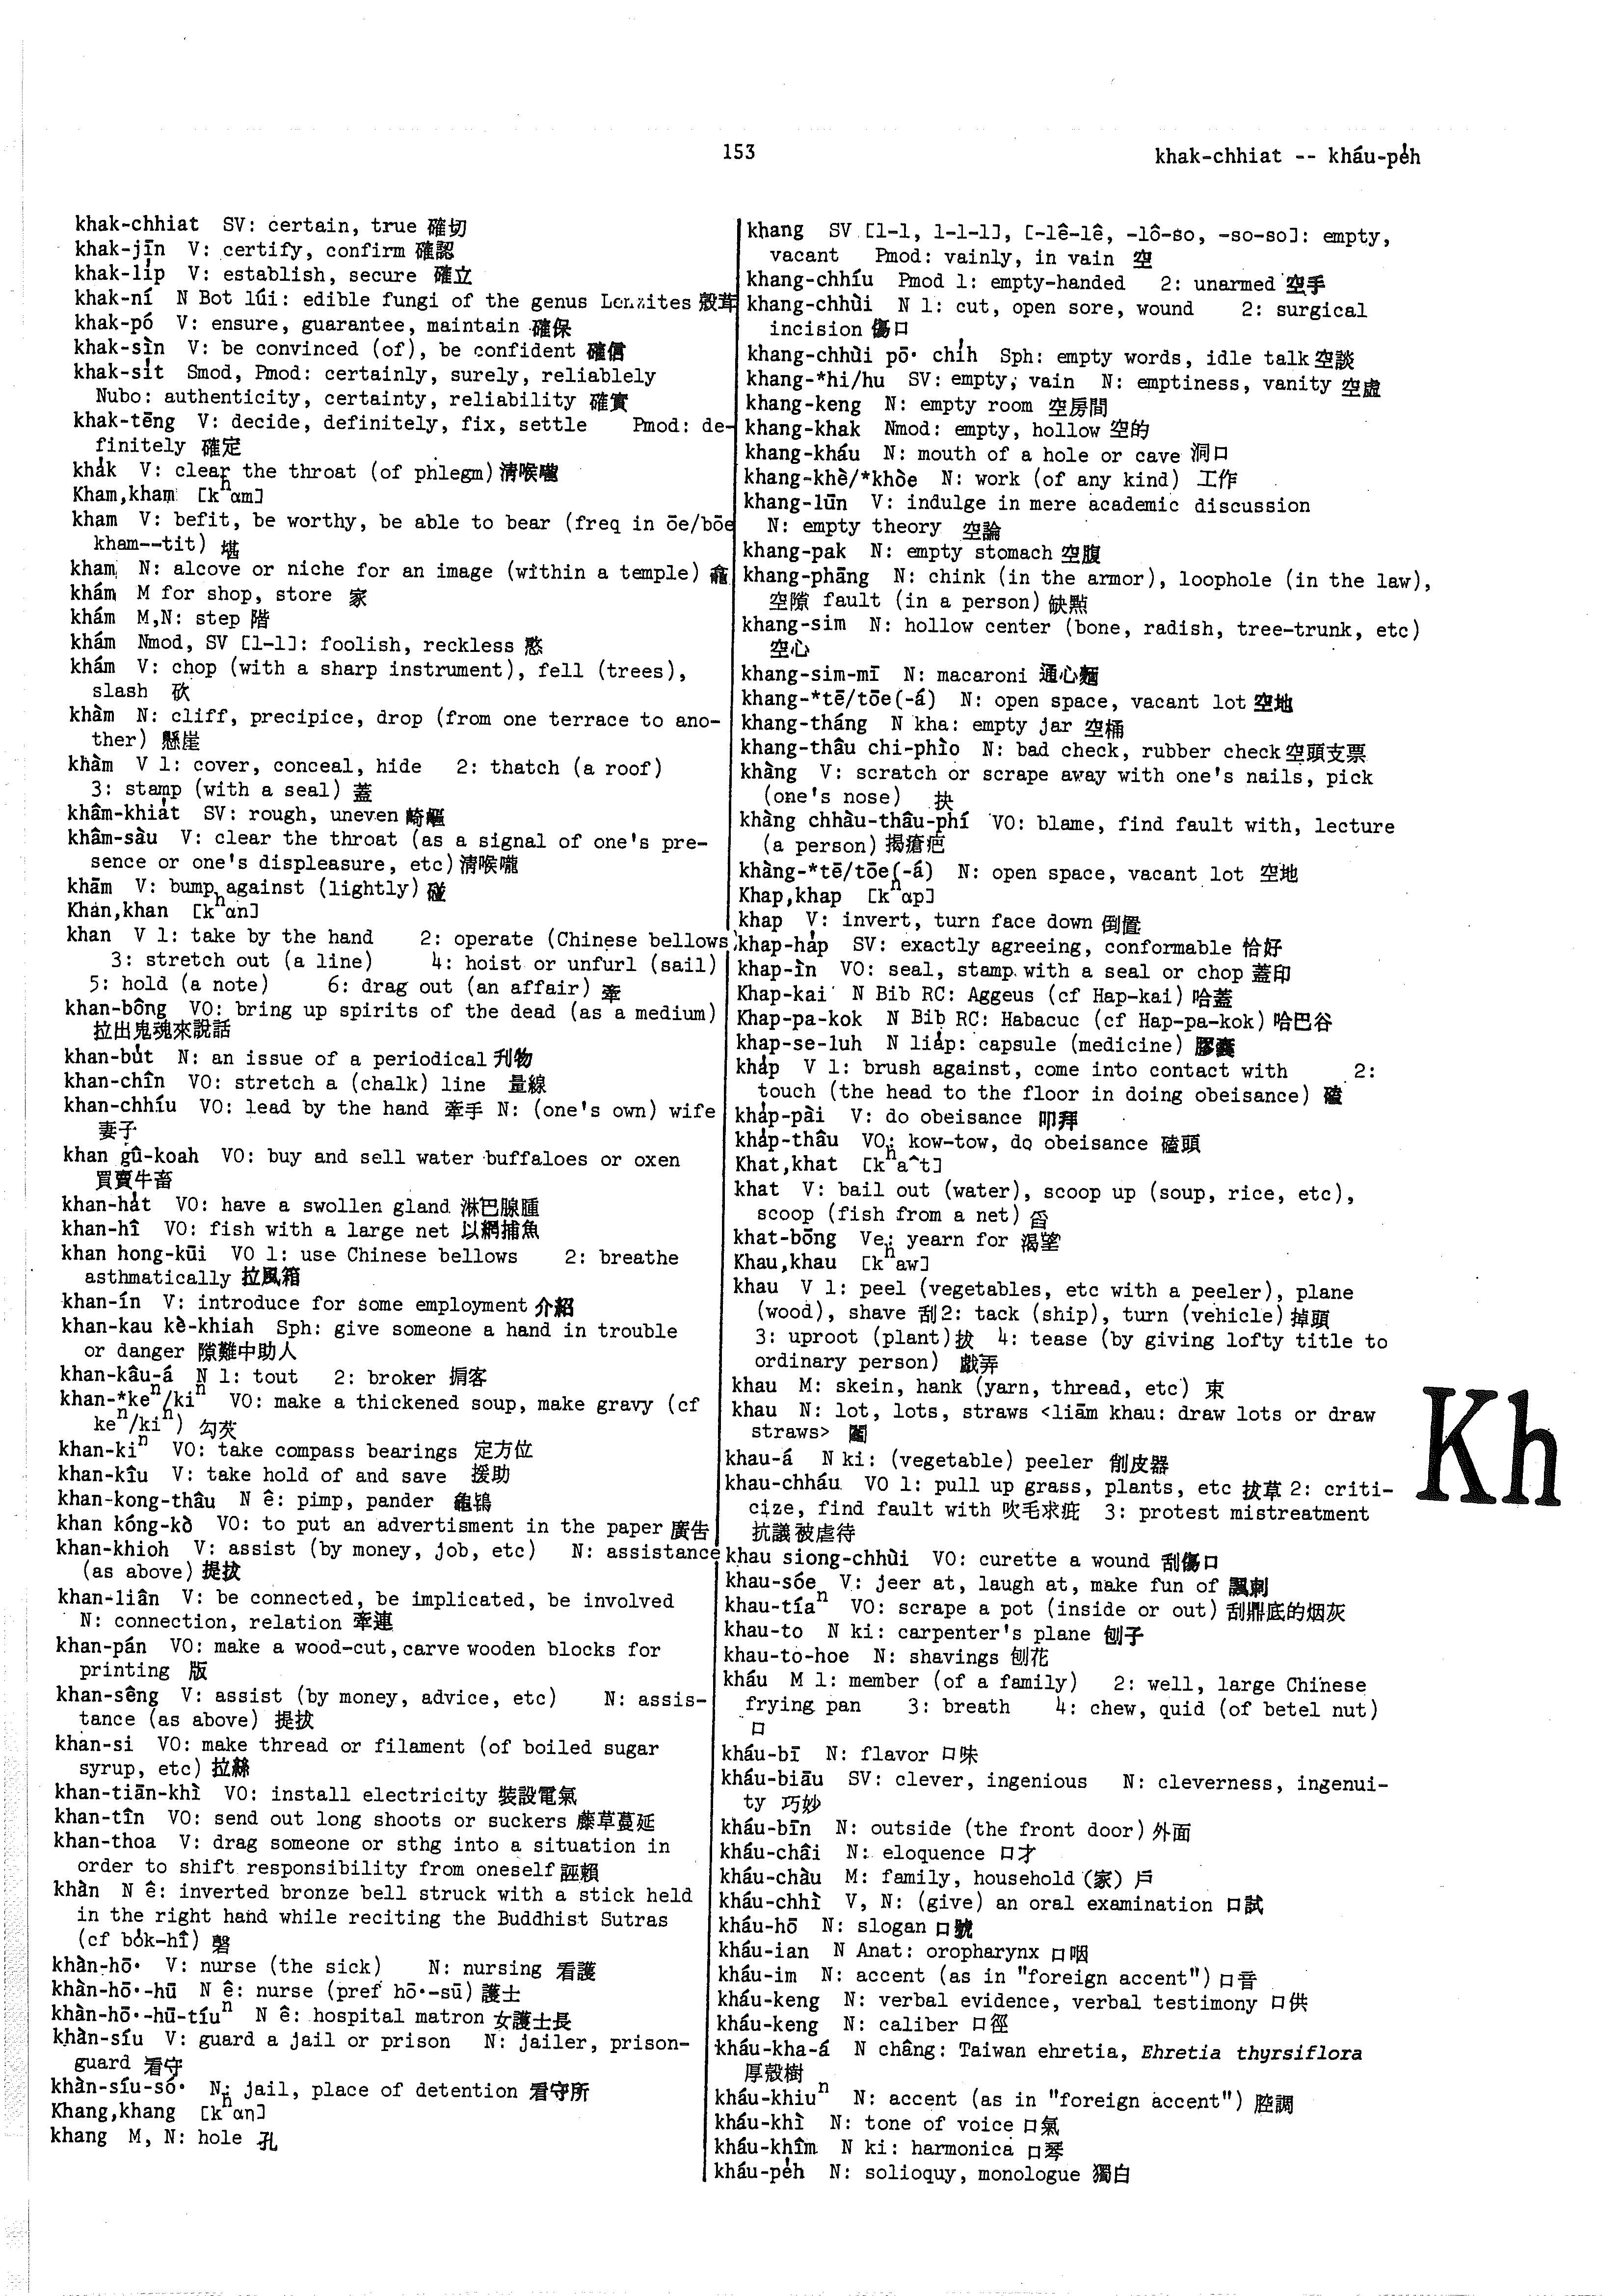 153
khak-chhiat -- kháu-pe̍h
khak-chhiat SV: certain, true 確切
khak-jīn V: certify, confirm 確認
khak-li̍p V: establish, secure 確立
khak-ní N Bot lúi: edible fungi of the genus Lenzites 殼茸
khak-pó V: ensure, guarantee, maintain 確保
khak-sìn V: be convinced (of), be confident 確信
khak-si̍t Smod, Pmod: certainly, surely, reliablely
Nubo: authenticity, certainty, reliability 確實
khak-tēng V: decide, definitely, fix, settle Pmod: de-
finitely 確定
kha̍k V: clear the throat (of phlegm) 清喉嚨
Kham,kham [kʰɑm]
kham V: befit, be worthy, be able to bear (freq in ōe/bōe
kham--tit) 堪
kham N: alcove or niche for an image (within a temple) 龕
khám M for shop, store 家
khám M,N: step 階
khám Nmod, SV [1-1]: foolish, reckless 憨
khám V: chop (with a sharp instrument), fell (trees),
slash 砍
khàm N: cliff, precipice, drop (from one terrace to ano-
ther) 懸崖
khàm V 1: cover, conceal, hide 2: thatch (a roof)
3: stamp (with a seal) 蓋
khâm-khia̍t SV: rough, uneven 崎嶇
khâm-sàu V: clear the throat (as a signal of one's pre-
sence or one's displeasure, etc) 清喉嚨
khām V: bump against (lightly) 碰
Khan,khan [kʰɑn]
khan V 1: take by the hand 2: operate (Chinese bellows)
3: stretch out (a line) 4: hoist or unfurl (sail)
5: hold (a note) 6: drag out (an affair) 牽
khan-bông VO: bring up spirits of the dead (as a medium)
拉出鬼魂來說話
khan-bu̍t N: an issue of a periodical 刋物
khan-chîn VO: stretch a (chalk) line 量線
khan-chhíu VO: lead by the hand 牽手 N: (one's own) wife
妻子
khan gû-koah VO: buy and sell water buffaloes or oxen
買賣牛畜
khan-ha̍t VO: have a swollen gland 淋巴腺腫
khan-hî VO: fish with a large net 以網捕魚
khan hong-kūi VO 1: use Chinese bellows 2: breathe
asthmatically 拉風箱
khan-ín V: introduce for some employment 介紹
khan-kau kè-khiah Sph: give someone a hand in trouble
or danger 隙難中助人
khan-kâu-á N 1: tout 2: broker 掮客
khan-*keⁿ/kiⁿ VO: make a thickened soup, make gravy (cf
keⁿ/kiⁿ) 勾芡
khan-kiⁿ VO: take compass bearings 定方位
khan-kîu V: take hold of and save 援助
khan-kong-thâu N ê: pimp, pander 龜鴇
khan kóng-kò VO: to put an advertisment in the paper 廣告
khan-khioh V: assist (by money, job, etc) N: assistance
(as above) 提拔
khan-liân V: be connected, be implicated, be involved
N: connection, relation 牽連
khan-pán VO: make a wood-cut, carve wooden blocks for
printing 版
khan-sêng V: assist (by money, advice, etc) N: assis-
tance (as above) 提拔
khan-si VO: make thread or filament (of boiled sugar
syrup, etc) 拉絲
khan-tiān-khì VO: install electricity 裝設電氣
khan-tîn VO: send out long shoots or suckers 藤草蔓延
khan-thoa V: drag someone or sthg into a situation in
order to shift responsibility from oneself 誣賴
khàn N ê: inverted bronze bell struck with a stick held
in the right hand while reciting the Buddhist Sutras
(cf bo̍k-hî) 磬
khàn-hō· V: nurse (the sick) N: nursing 看護
khàn-hō·-hū N ê: nurse (pref hō·-sū) 護士
khàn-hō·-hū-tíuⁿ N ê: hospital matron 女護士長
khàn-síu V: guard a jail or prison N: jailer, prison-
guard 看守
khàn-síu-só· N: jail, place of detention 看守所
Khang,khang [kʰɑŋ]
khang M, N: hole 孔
khang SV [1-1, 1-1-1], [-lê-lê, -lô-so, -so-so]: empty,
vacant Pmod: vainly, in vain 空
khang-chhíu Pmod 1: empty-handed 2: unarmed 空手
khang-chhùi N 1: cut, open sore, wound 2: surgical
incision 傷口
khang-chhùi pō· chi̍h Sph: empty words, idle talk 空談
khang-*hi/hu SV: empty, vain N: emptiness, vanity 空虛
khang-keng N: empty room 空房間
khang-khak Nmod: empty, hollow 空的
khang-kháu N: mouth of a hole or cave 洞口
khang-khè/*khòe N: work (of any kind) 工作
khang-lūn V: indulge in mere academic discussion
N: empty theory 空論
khang-pak N: empty stomach 空腹
khang-phāng N: chink (in the armor), loophole (in the law),
空隙 fault (in a person) 缺點
khang-sim N: hollow center (bone, radish, tree-trunk, etc)
空心
khang-sim-mī N: macaroni 通心麵
khang-*tē/tōe(-á) N: open space, vacant lot 空地
khang-tháng N kha: empty jar 空桶
khang-thâu chi-phìo N: bad check, rubber check 空頭支票
khàng V: scratch or scrape away with one's nails, pick
(one's nose) 抉
khàng chhàu-thâu-phí VO: blame, find fault with, lecture
(a person) 揭瘡疤
khàng-*tē/tōe(-á) N: open space, vacant lot 空地
Khap,khap [kʰɑp]
khap V: invert, turn face down 倒置
khap-ha̍p SV: exactly agreeing, conformable 恰好
khap-ìn VO: seal, stamp with a seal or chop 蓋印
Khap-kai N Bib RC: Aggeus (cf Hap-kai) 哈蓋
Khap-pa-kok N Bib RC: Habacuc (cf Hap-pa-kok) 哈巴谷
khap-se-luh N lia̍p: capsule (medicine) 膠囊
kha̍p V 1: brush against, come into contact with 2:
touch (the head to the floor in doing obeisance) 磕
kha̍p-pài V: do obeisance 叩拜
kha̍p-thâu VO: kow-tow, do obeisance 磕頭
Khat,khat [kʰa^t]
khat V: bail out (water), scoop up (soup, rice, etc),
scoop (fish from a net) 舀
khat-bōng Ve: yearn for 渴望
Khau,khau [kʰaw]
khau V 1: peel (vegetables, etc with a peeler), plane
(wood), shave 刮 2: tack (ship), turn (vehicle) 掉頭
3: uproot (plant) 拔 4: tease (by giving lofty title to
ordinary person) 戲弄
khau M: skein, hank (yarn, thread, etc) 束
khau N: lot, lots, straws <liām khau: draw lots or draw
straws> 鬮
khau-á N ki: (vegetable) peeler 削皮器
khau-chháu VO 1: pull up grass, plants, etc 拔草 2: criti-
cize, find fault with 吹毛求疵 3: protest mistreatment
抗議被虐待
khau siong-chhùi VO: curette a wound 刮傷口
khau-sóe V: jeer at, laugh at, make fun of 諷刺
khau-tíaⁿ VO: scrape a pot (inside or out) 刮鼎底的烟灰
khau-to N ki: carpenter's plane 刨子
khau-to-hoe N: shavings 刨花
kháu M 1: member (of a family) 2: well, large Chinese
frying pan 3: breath 4: chew, quid (of betel nut)
口
kháu-bī N: flavor 口味
kháu-biāu SV: clever, ingenious N: cleverness, ingenui-
ty 巧妙
kháu-bīn N: outside (the front door) 外面
kháu-châi N: eloquence 口才
kháu-chàu M: family, household (家) 戶
kháu-chhì V, N: (give) an oral examination 口試
kháu-hō N: slogan 口號
kháu-ian N Anat: oropharynx 口咽
kháu-im N: accent (as in "foreign accent") 口音
kháu-keng N: verbal evidence, verbal testimony 口供
kháu-keng N: caliber 口徑
kháu-kha-á N châng: Taiwan ehretia, Ehretia thyrsiflora
厚殼樹
kháu-khiuⁿ N: accent (as in "foreign accent") 腔調
kháu-khì N: tone of voice 口氣
kháu-khîm N ki: harmonica 口琴
kháu-pe̍h N: solioquy, monologue 獨白
Kh